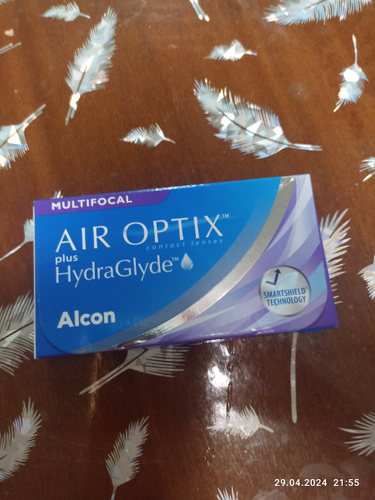 MULTIFOCAL
AIR OPTIX™
contact lenses
plus
HydraGlyde™
SMARTSHIELD
TECHNOLOGY
Alcon
29.04.2024 21:55